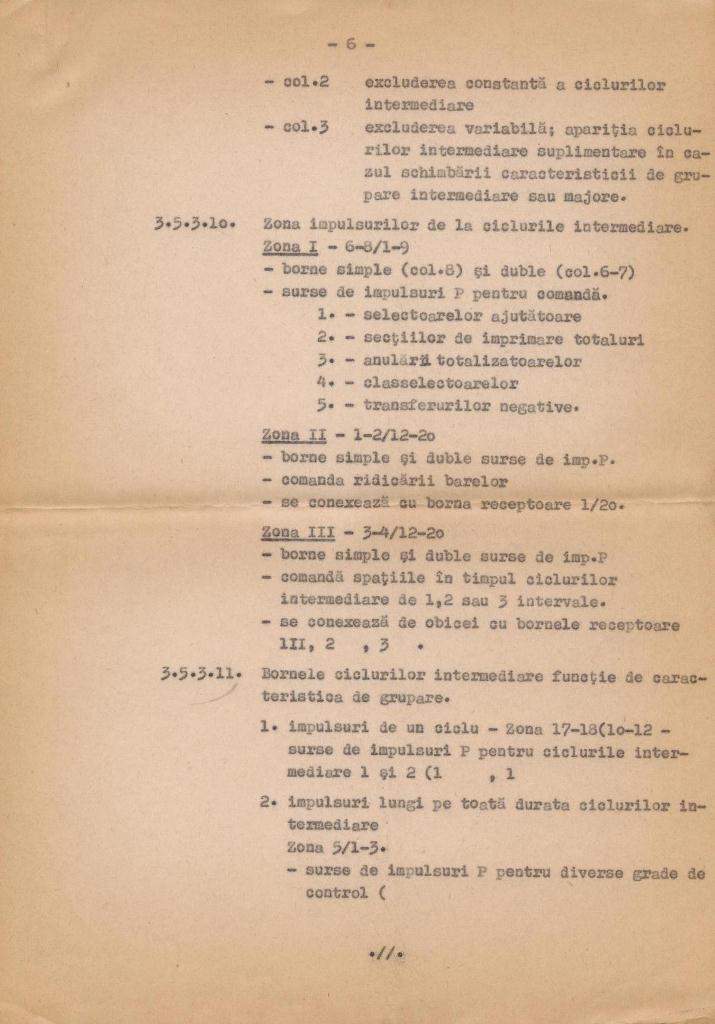 - 6 -
- col.2 excluderea constantă a ciclurilor
intermediare
- col.3 excluderea variabilă; apariţia ciclu-
rilor intermediare suplimentare în ca-
zul schimbării caracteristicii de gru-
pare intermediare sau majore.
3.5.3.lo. Zona impulsurilor de la ciclurile intermediare.
Zona I - 6-8/1-9
- borne simple (col.8) şi duble (col.6-7)
- surse de impulsuri P pentru comandă.
1. - selectoarelor ajutătoare
2. - secţiilor de imprimare totaluri
3. - anulării totalizatoarelor
4. - classelectoarelor
5. - transferurilor negative.
Zona II - 1-2/12-2o
- borne simple şi duble surse de imp.P.
- comanda ridicării barelor
- se conexează cu borna receptoare 1/2o.
Zona III - 3-4/12-2o
- borne simple şi duble surse de imp.P
- comandă spaţiile în timpul ciclurilor
intermediare de 1,2 sau 3 intervale.
- se conexează de obicei cu bornele receptoare
1II, 2 , 3 .
3.5.3.11. Bornele ciclurilor intermediare funcţie de carac-
teristica de grupare.
1. impulsuri de un ciclu - Zona 17-18(lo-12 -
surse de impulsuri P pentru ciclurile inter-
mediare 1 şi 2 (1 , 1
2. impulsuri lungi pe toată durata ciclurilor in-
termediare
Zona 5/1-3.
- surse de impulsuri P pentru diverse grade de
control (
.//.